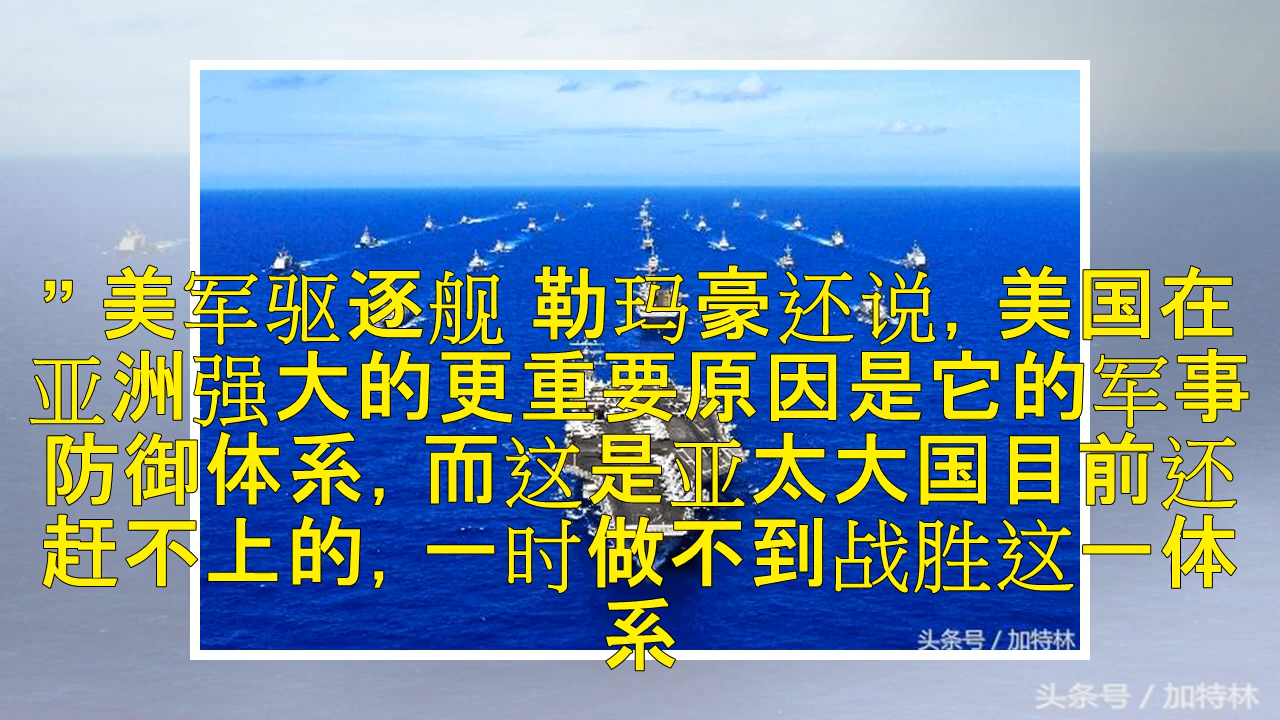 ”美军驱逐舰 勒玛豪还说,美国在
亚洲强大的更重要原因是它的军事
防御体系,而这是亚太大国目前还
赶不上的,一时做不到战胜这一体
系
头条号 / 加特林
头条号 / 加特林